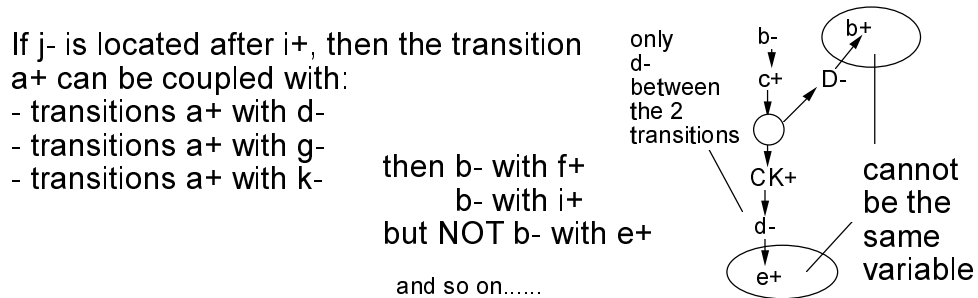 If j- is located after i+, then the transition
a+ can be coupled with:
- transitions a+ with d-
- transitions a+ with g-
- transitions a+ with k-
then b- with f+
b- with i+
but NOT b- with e+
and so on......
only
d-
between
the 2
transitions
b-
c+
b+
D-
CK+
d-
e+
cannot
be the
same
variable